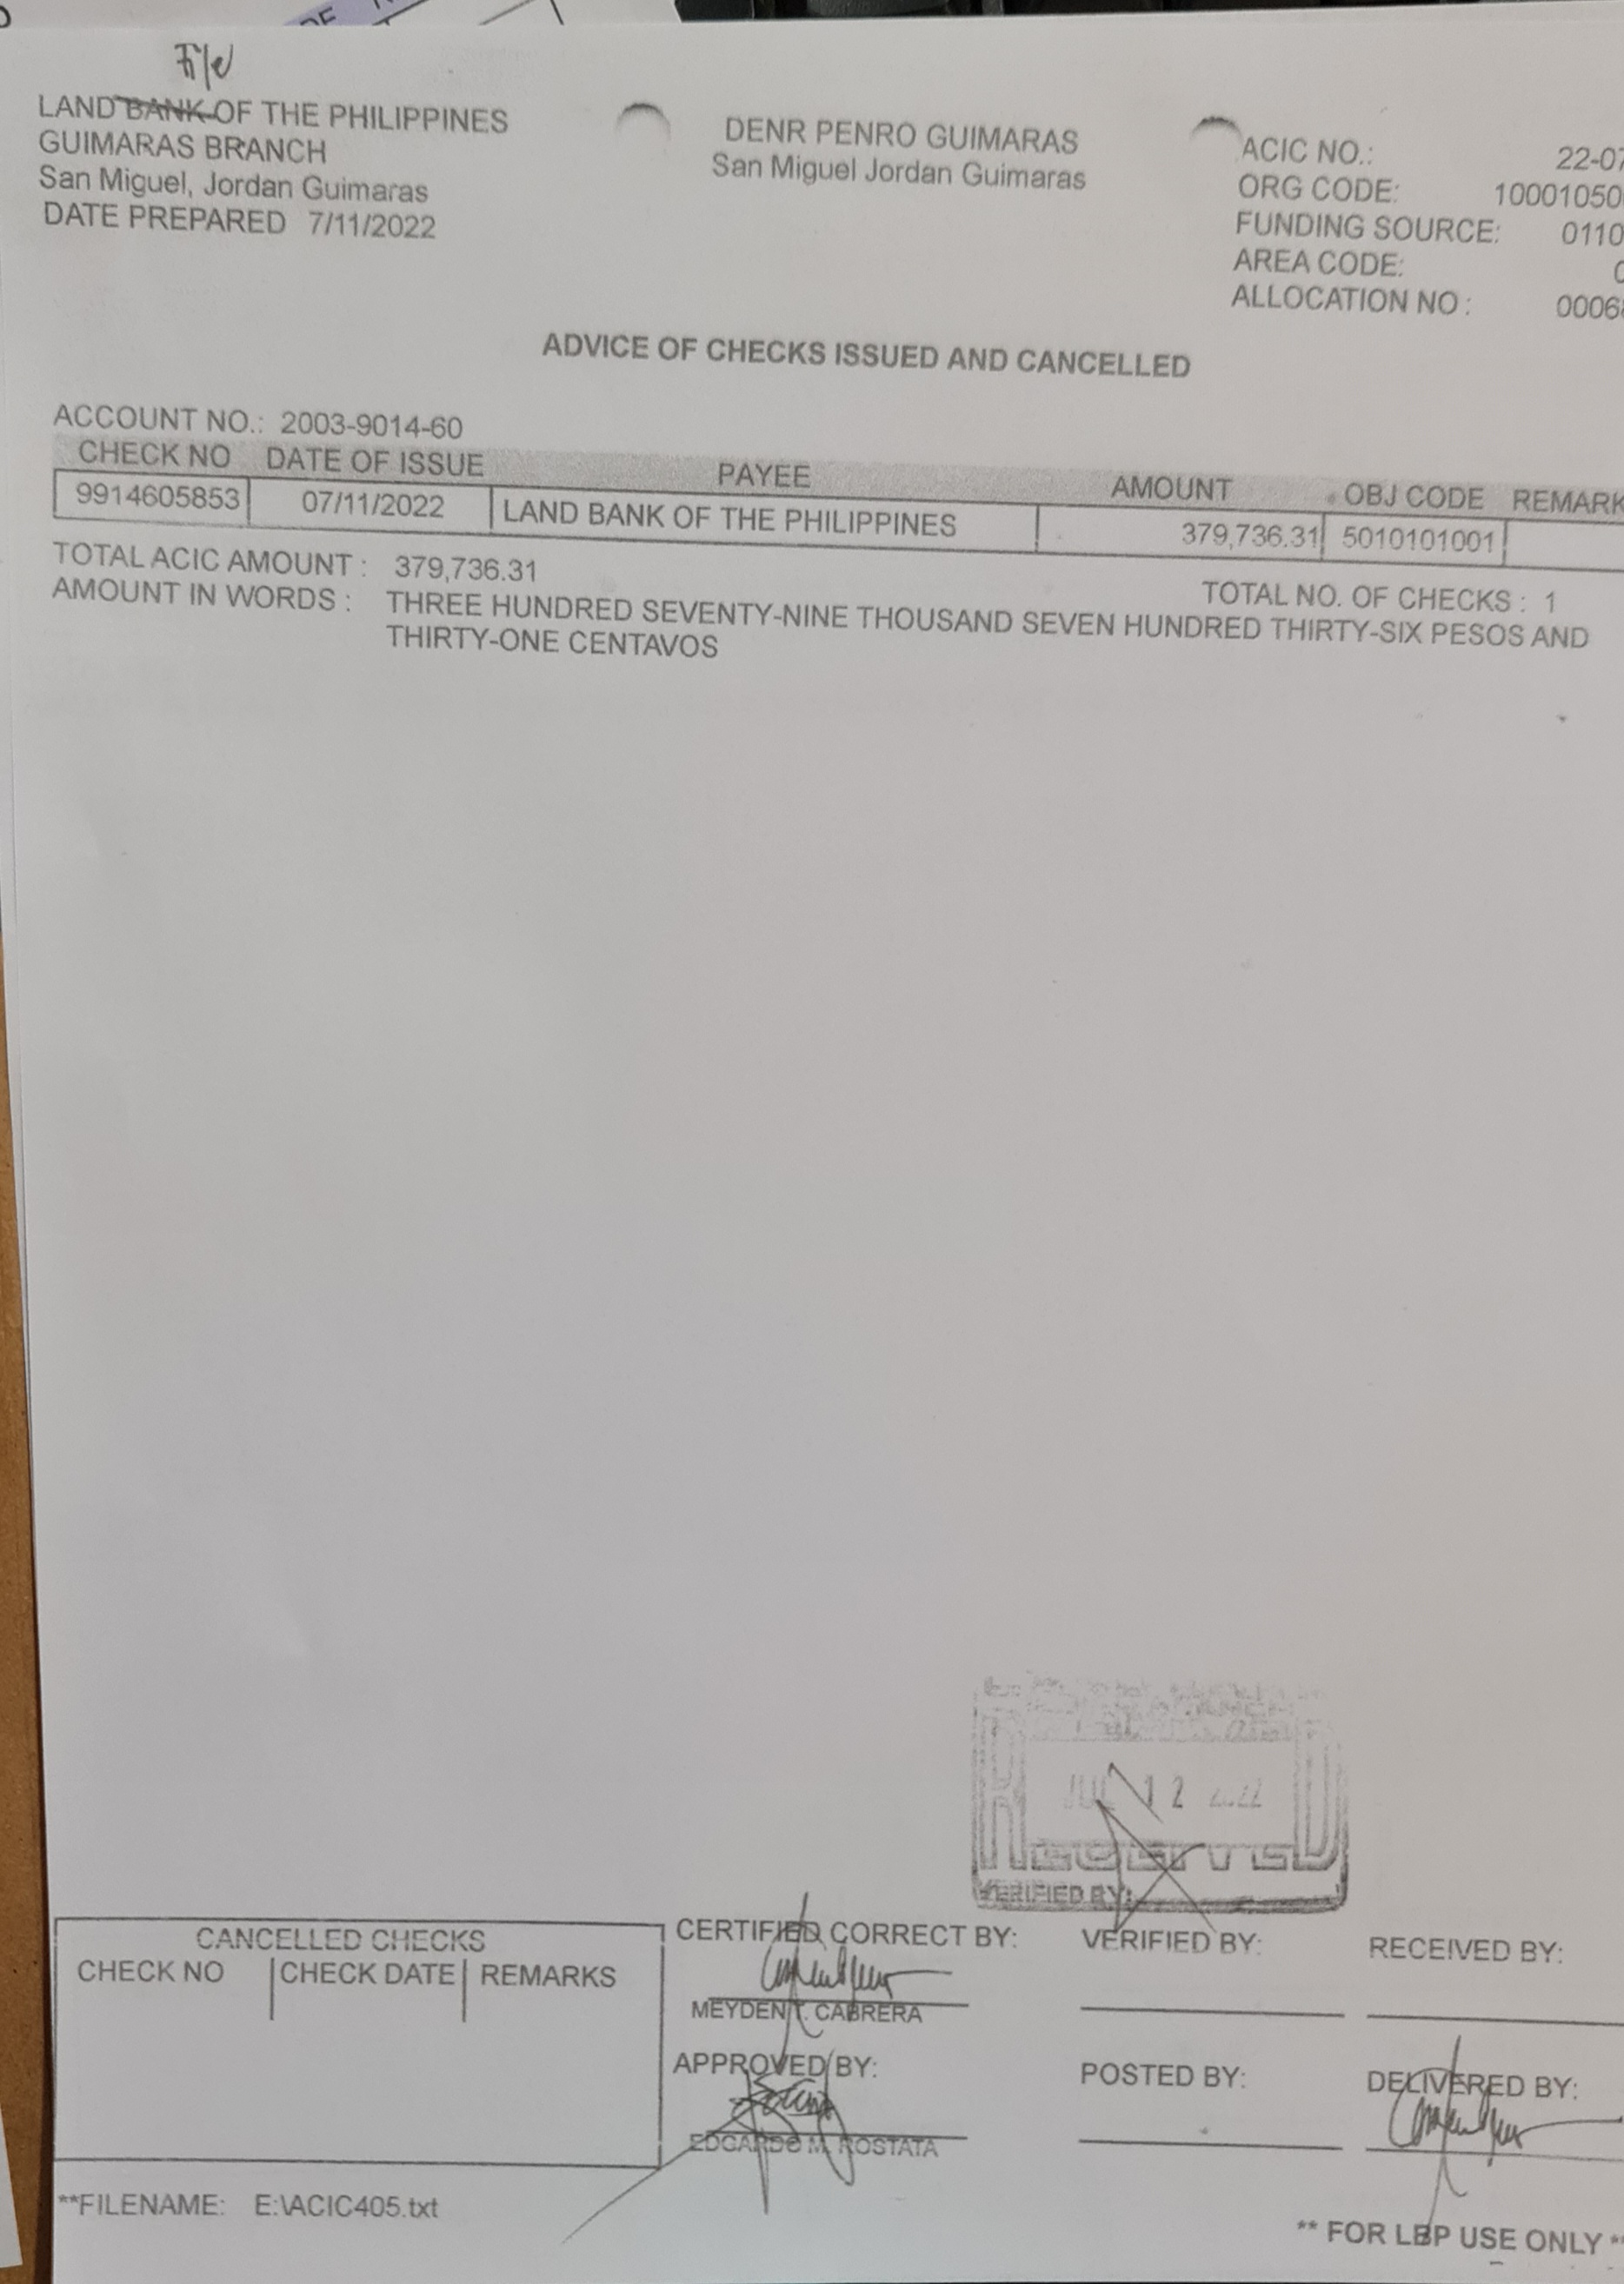 File
LAND BANK OF THE PHILIPPINES
GUIMARAS BRANCH
San Miguel, Jordan Guimaras
DATE PREPARED 7/11/2022
DENR PENRO GUIMARAS
San Miguel Jordan Guimaras
ACIC NO.: 22-07
ORG CODE: 10001050
FUNDING SOURCE: 0110
AREA CODE:
ALLOCATION NO : 0006
ADVICE OF CHECKS ISSUED AND CANCELLED
ACCOUNT NO.: 2003-9014-60
CHECK NO DATE OF ISSUE PAYEE AMOUNT OBJ CODE REMARK
9914605853 07/11/2022 LAND BANK OF THE PHILIPPINES 379,736.31 5010101001
TOTAL ACIC AMOUNT : 379,736.31
TOTAL NO. OF CHECKS : 1
AMOUNT IN WORDS : THREE HUNDRED SEVENTY-NINE THOUSAND SEVEN HUNDRED THIRTY-SIX PESOS AND
THIRTY-ONE CENTAVOS
12
RECEIVED
VERIFIED BY:
CANCELLED CHECKS
CHECK NO CHECK DATE REMARKS
CERTIFIED CORRECT BY:
MEYDEN T. CABRERA
VERIFIED BY:
RECEIVED BY:
APPROVED BY:
EDGARDO M. ROSTATA
POSTED BY:
DELIVERED BY:
**FILENAME: E:\ACIC405.txt
** FOR LBP USE ONLY **